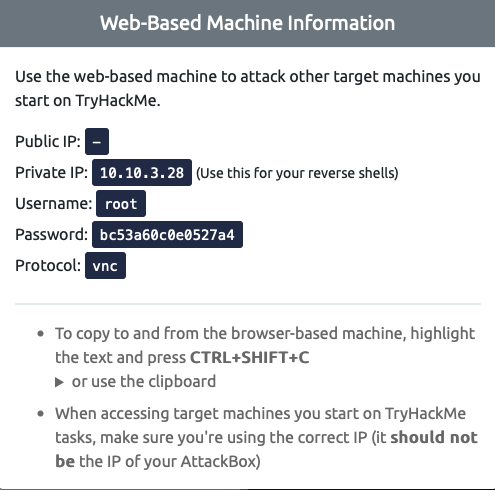 Web-Based Machine Information
Use the web-based machine to attack other target machines you
start on TryHackMe.
Public IP: –
Private IP: 10.10.3.28 (Use this for your reverse shells)
Username: root
Password: bc53a60c0e0527a4
Protocol: vnc
To copy to and from the browser-based machine, highlight
the text and press CTRL+SHIFT+C
or use the clipboard
When accessing target machines you start on TryHackMe
tasks, make sure you're using the correct IP (it should not
be the IP of your AttackBox)